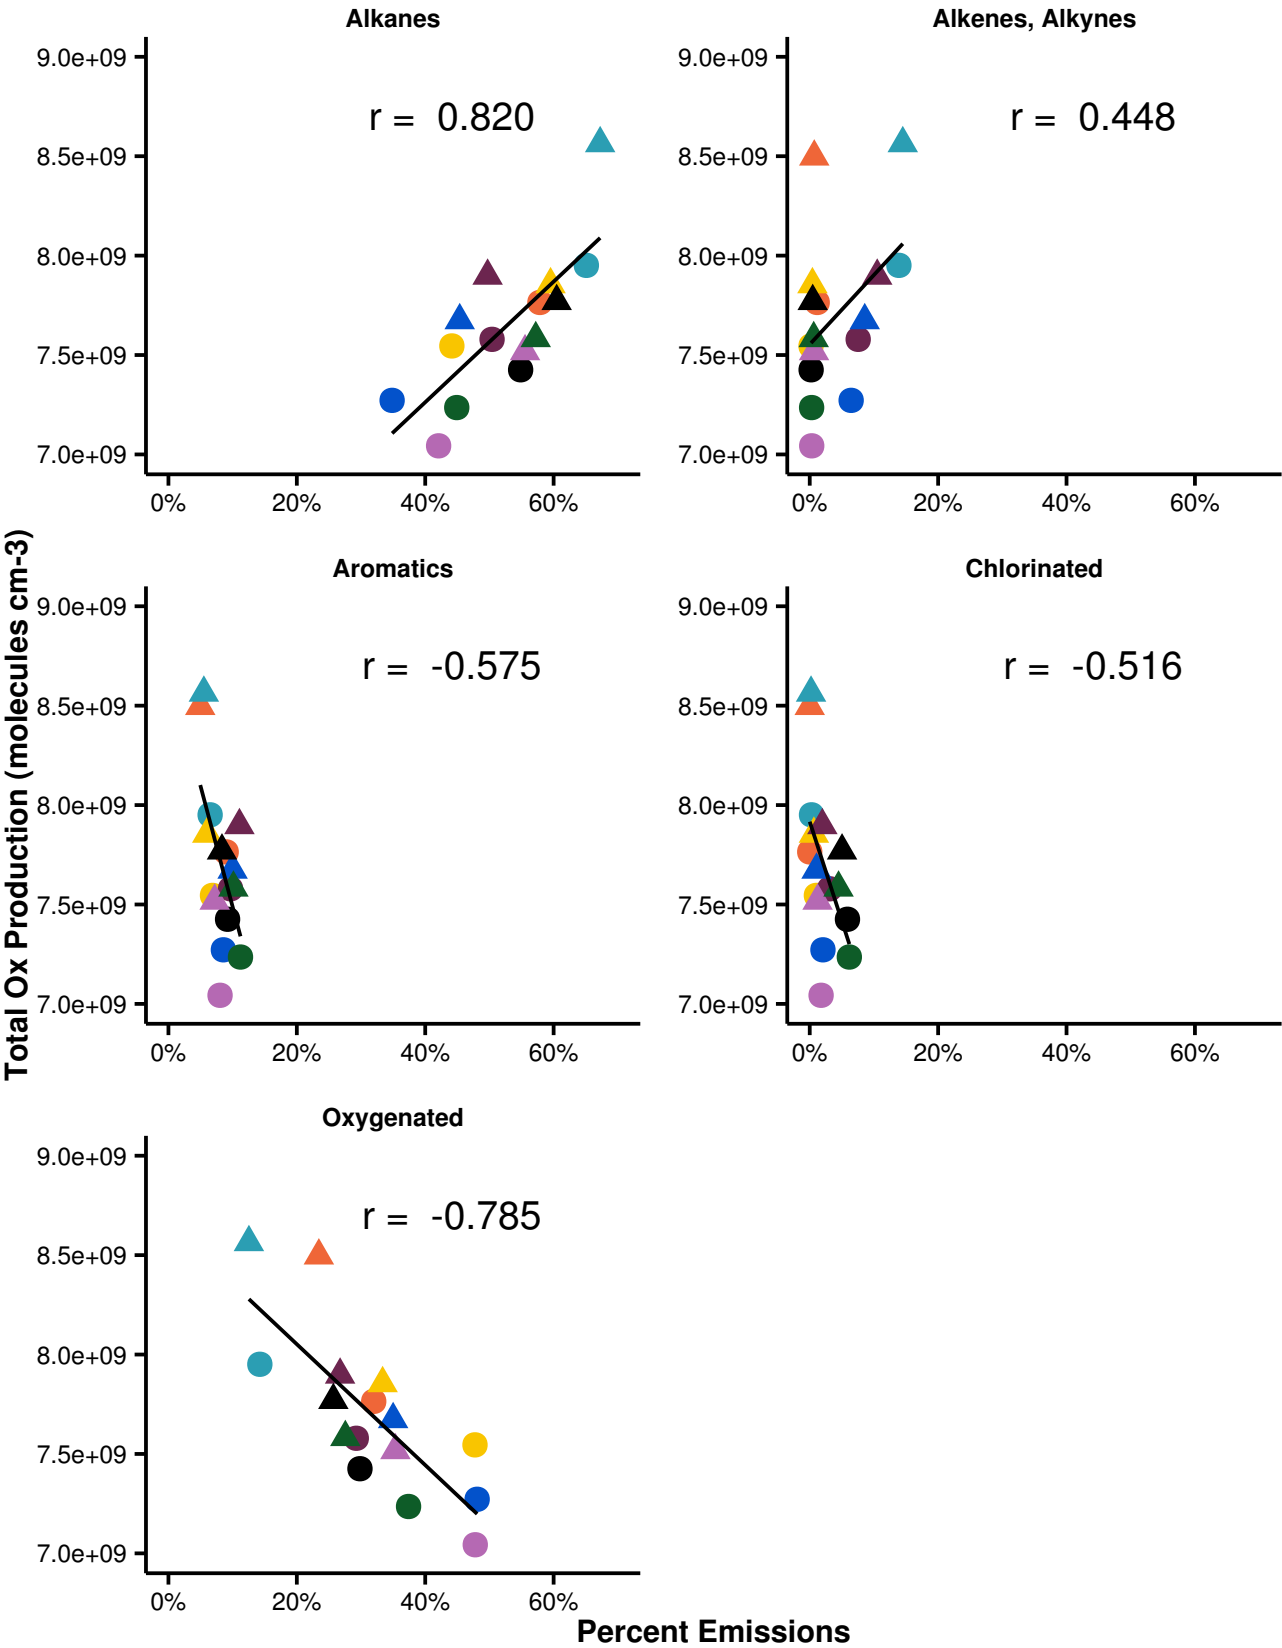 Alkanes
9.0e+09
8.5e+09
8.0e+09
7.5e+09
7.0e+09
r = 0.820
0% 20% 40% 60%
Alkenes, Alkynes
9.0e+09
8.5e+09
8.0e+09
7.5e+09
7.0e+09
r = 0.448
0% 20% 40% 60%
Total Ox Production (molecules cm-3)
Aromatics
9.0e+09
8.5e+09
8.0e+09
7.5e+09
7.0e+09
r = -0.575
0% 20% 40% 60%
Chlorinated
9.0e+09
8.5e+09
8.0e+09
7.5e+09
7.0e+09
r = -0.516
0% 20% 40% 60%
Oxygenated
9.0e+09
8.5e+09
8.0e+09
7.5e+09
7.0e+09
r = -0.785
0% 20% 40% 60%
Percent Emissions